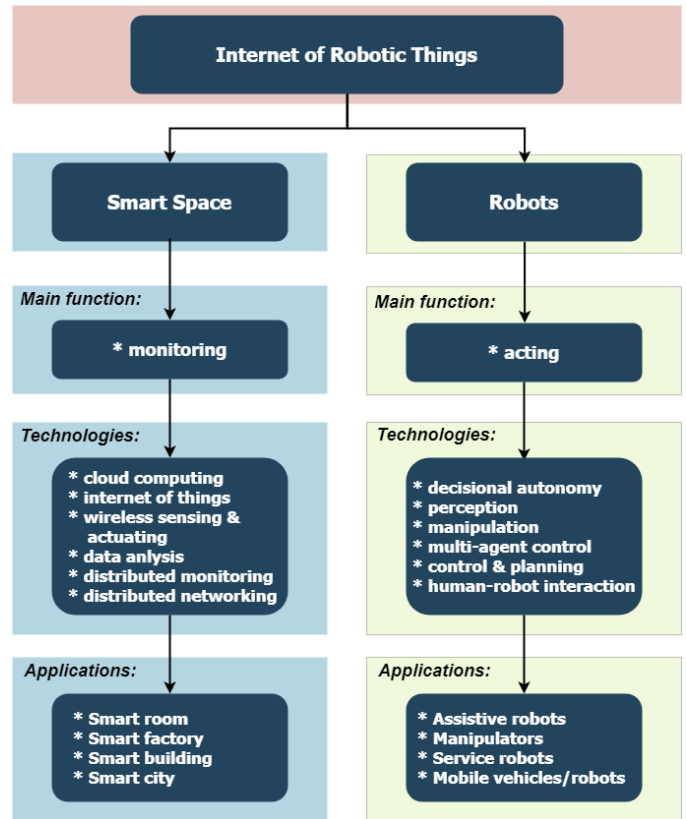 Internet of Robotic Things
Smart Space
Robots
Main function:
* monitoring
Main function:
* acting
Technologies:
* cloud computing
* internet of things
* wireless sensing &
actuating
* data anlysis
* distributed monitoring
* distributed networking
Technologies:
* decisional autonomy
* perception
* manipulation
* multi-agent control
* control & planning
* human-robot interaction
Applications:
* Smart room
* Smart factory
* Smart building
* Smart city
Applications:
* Assistive robots
* Manipulators
* Service robots
* Mobile vehicles/robots